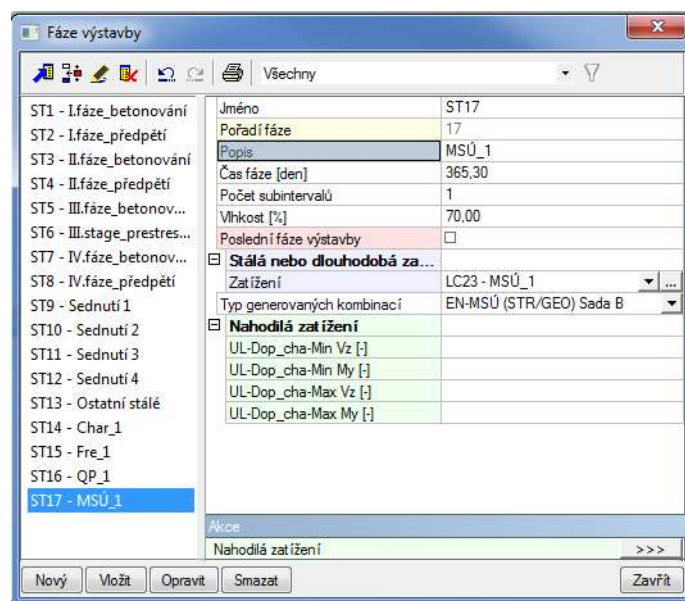 Fáze výstavby
Všechny
ST1 - I.fáze_betonování
ST2 - I.fáze_předpětí
ST3 - II.fáze_betonování
ST4 - II.fáze_předpětí
ST5 - III.fáze_betonov...
ST6 - III.stage_prestres...
ST7 - IV.fáze_betonov...
ST8 - IV.fáze_předpětí
ST9 - Sednutí 1
ST10 - Sednutí 2
ST11 - Sednutí 3
ST12 - Sednutí 4
ST13 - Ostatní stálé
ST14 - Char_1
ST15 - Fre_1
ST16 - QP_1
ST17 - MSÚ_1
Jméno ST17
Pořadí fáze 17
Popis MSÚ_1
Čas fáze [den] 365,30
Počet subintervalů 1
Vlhkost [%] 70,00
Poslední fáze výstavby
Stálá nebo dlouhodobá za...
Zatížení LC23 - MSÚ_1 ...
Typ generovaných kombinací EN-MSÚ (STR/GEO) Sada B
Nahodilá zatížení
UL-Dop_cha-Min Vz [-]
UL-Dop_cha-Min My [-]
UL-Dop_cha-Max Vz [-]
UL-Dop_cha-Max My [-]
Akce
Nahodilá zatížení >>>
Nový Vložit Opravit Smazat Zavřít